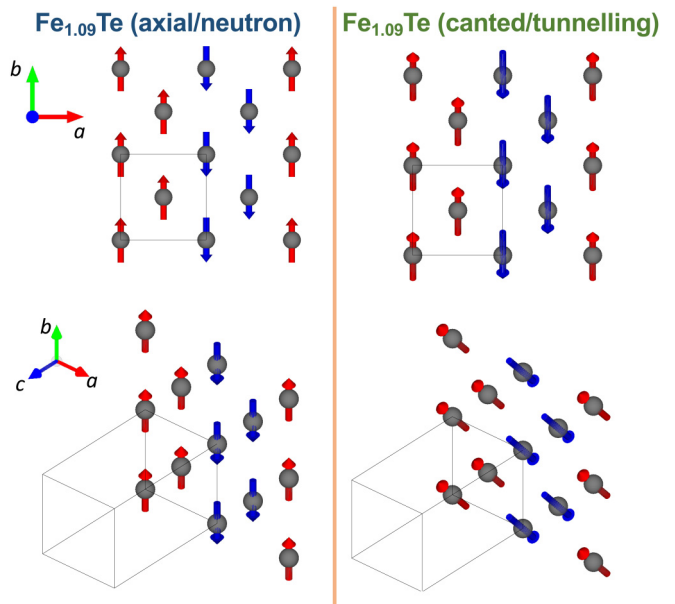 Fe₁.₀₉Te (axial/neutron)
Fe₁.₀₉Te (canted/tunnelling)
b
a
b
c
a